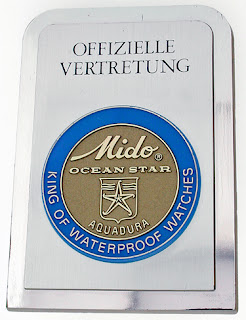 OFFIZIELLE
VERTRETUNG
Mido®
OCEAN STAR
AQUADURA
KING OF WATERPROOF WATCHES